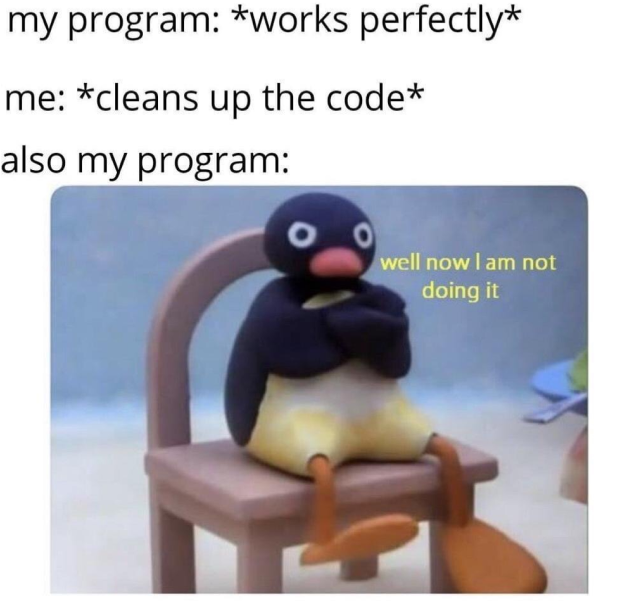 my program: *works perfectly*
me: *cleans up the code*
also my program:
well now I am not
doing it